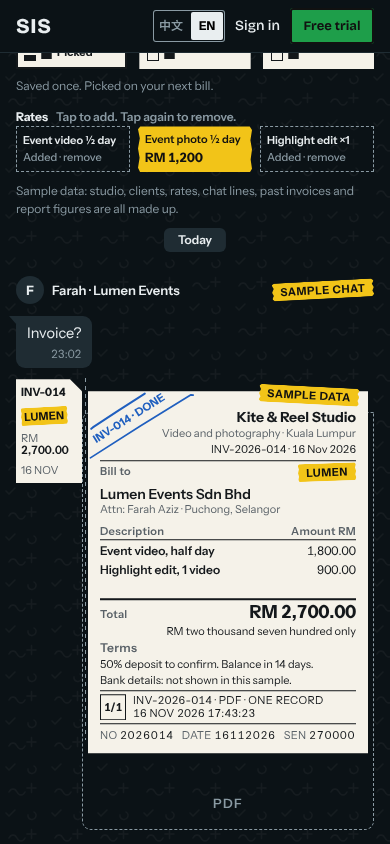 SIS
中文 EN Sign in Free trial
Picked
Saved once. Picked on your next bill.
Rates Tap to add. Tap again to remove.
Event video ½ day
Added · remove
Event photo ½ day
RM 1,200
Highlight edit ×1
Added · remove
Sample data: studio, clients, rates, chat lines, past invoices and
report figures are all made up.
Today
F Farah · Lumen Events SAMPLE CHAT
Invoice?
23:02
INV-014
LUMEN
RM
2,700.00
16 NOV
INV-014 · DONE
SAMPLE DATA
Kite & Reel Studio
Video and photography · Kuala Lumpur
INV-2026-014 · 16 Nov 2026
Bill to LUMEN
Lumen Events Sdn Bhd
Attn: Farah Aziz · Puchong, Selangor
Description Amount RM
Event video, half day 1,800.00
Highlight edit, 1 video 900.00
Total RM 2,700.00
RM two thousand seven hundred only
Terms
50% deposit to confirm. Balance in 14 days.
Bank details: not shown in this sample.
1/1 INV-2026-014 · PDF · ONE RECORD
16 NOV 2026 17:43:23
NO 2026014 DATE 16112026 SEN 270000
PDF